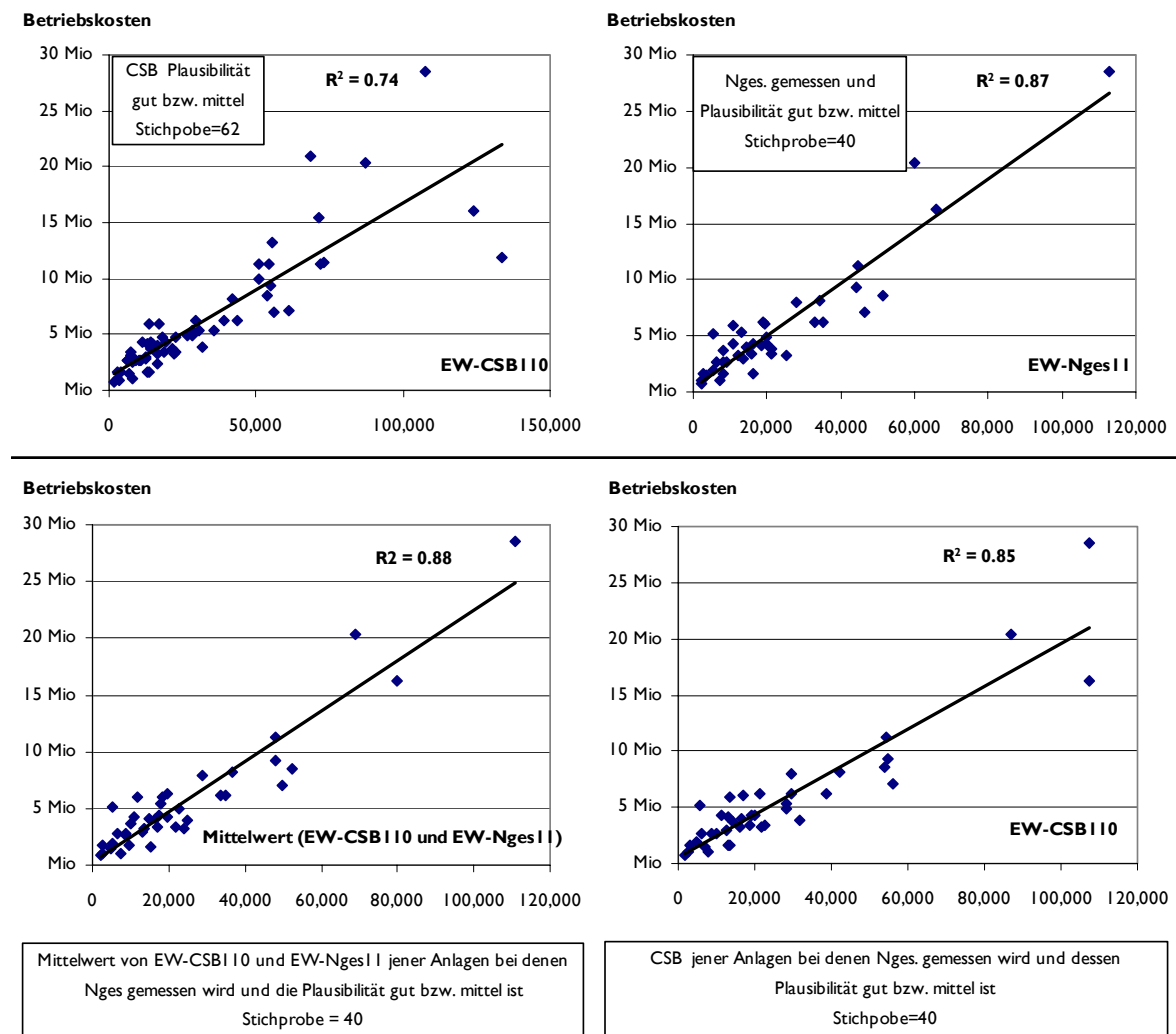 Betriebskosten
30 Mio
25 Mio
20 Mio
15 Mio
10 Mio
5 Mio
Mio
CSB Plausibilität
gut bzw. mittel
Stichpobe=62
R² = 0.74
EW-CSB110
0 50,000 100,000 150,000
Betriebskosten
30 Mio
25 Mio
20 Mio
15 Mio
10 Mio
5 Mio
Mio
Nges. gemessen und
Plausibilität gut bzw. mittel
Stichprobe=40
R² = 0.87
EW-Nges11
0 20,000 40,000 60,000 80,000 100,000 120,000
Betriebskosten
30 Mio
25 Mio
20 Mio
15 Mio
10 Mio
5 Mio
Mio
R2 = 0.88
Mittelwert (EW-CSB110 und EW-Nges11)
0 20,000 40,000 60,000 80,000 100,000 120,000
Mittelwert von EW-CSB110 und EW-Nges11 jener Anlagen bei denen
Nges gemessen wird und die Plausibilität gut bzw. mittel ist
Stichprobe = 40
Betriebskosten
30 Mio
25 Mio
20 Mio
15 Mio
10 Mio
5 Mio
Mio
R² = 0.85
EW-CSB110
0 20,000 40,000 60,000 80,000 100,000 120,000
CSB jener Anlagen bei denen Nges. gemessen wird und dessen
Plausibilität gut bzw. mittel ist
Stichpobe=40